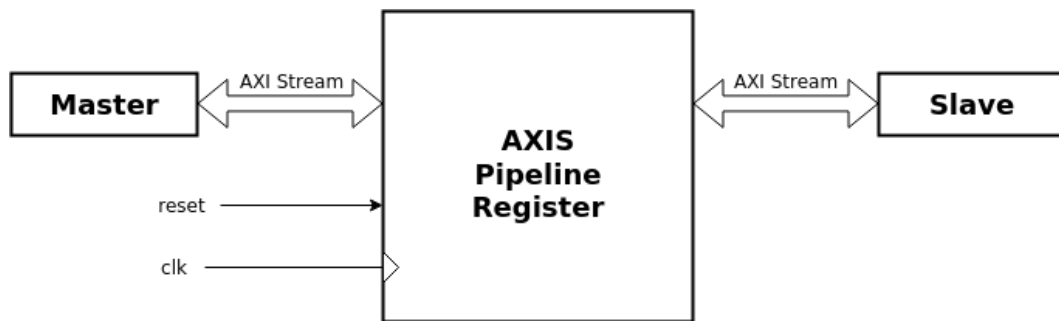 AXI Stream
AXI Stream
Master
Slave
AXIS
Pipeline
Register
reset
clk